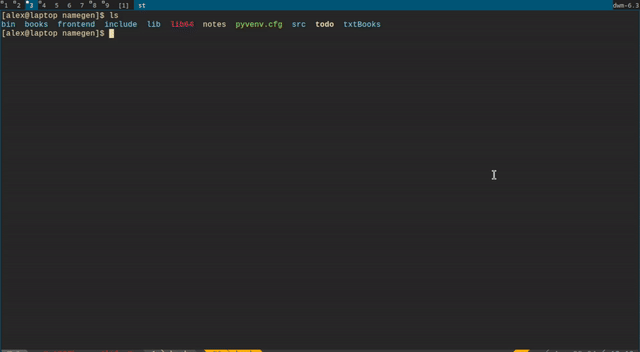 1 2 3 4 5 6 7 8 9 [1] st dwm-6.3
[alex@laptop namegen]$ ls
bin books frontend include lib lib64 notes pyvenv.cfg src todo txtBooks
[alex@laptop namegen]$